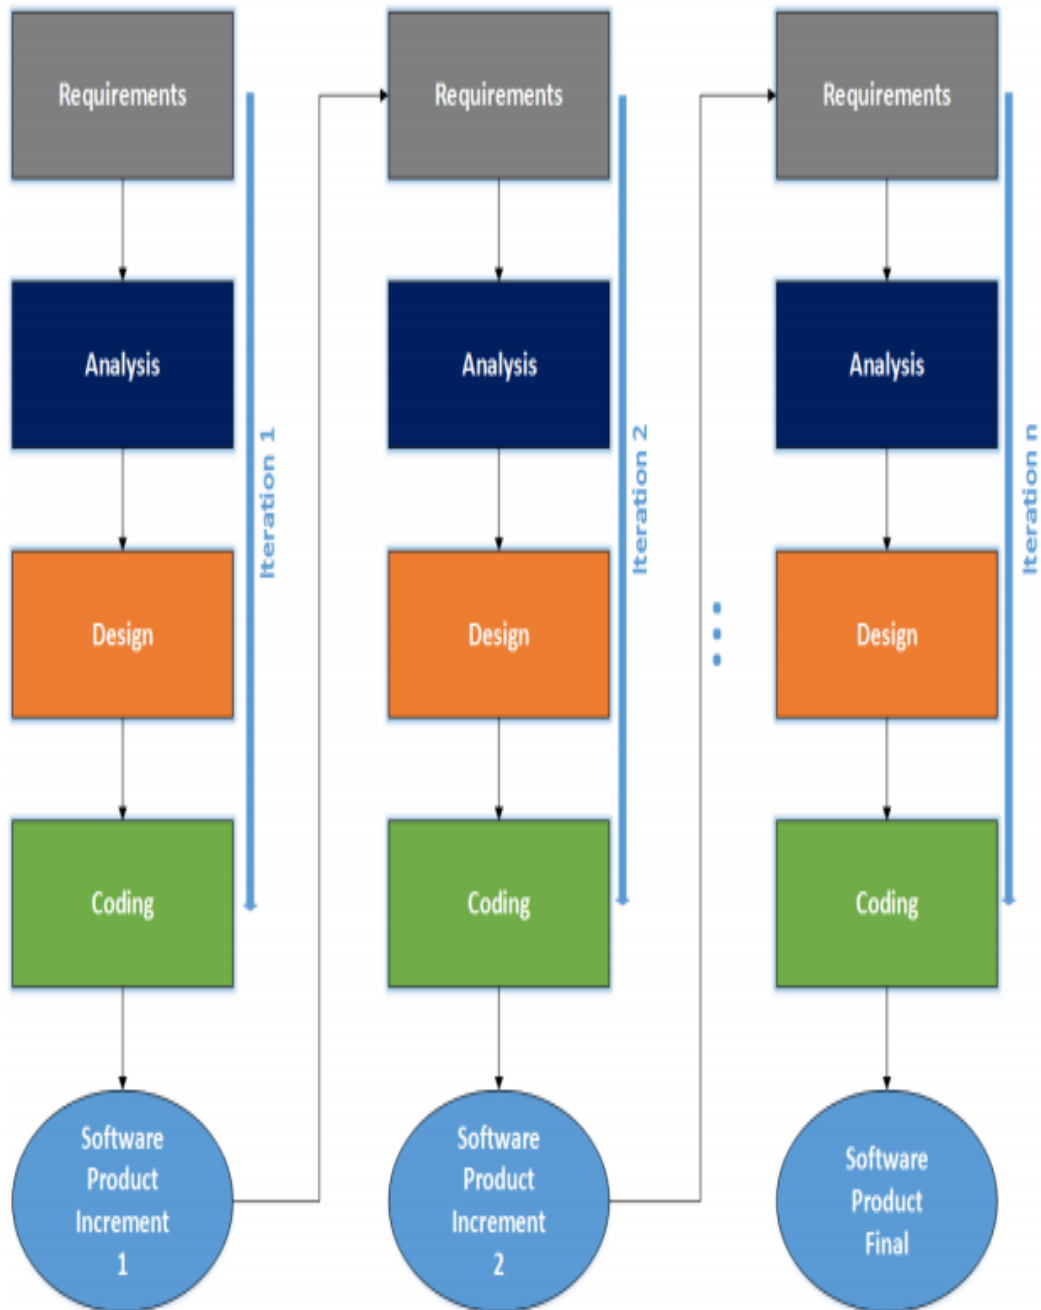 Requirements
Analysis
Design
Coding
Software
Product
Increment
1
Iteration 1
Requirements
Analysis
Design
Coding
Software
Product
Increment
2
Iteration 2
Requirements
Analysis
Design
Coding
Software
Product
Final
Iteration n